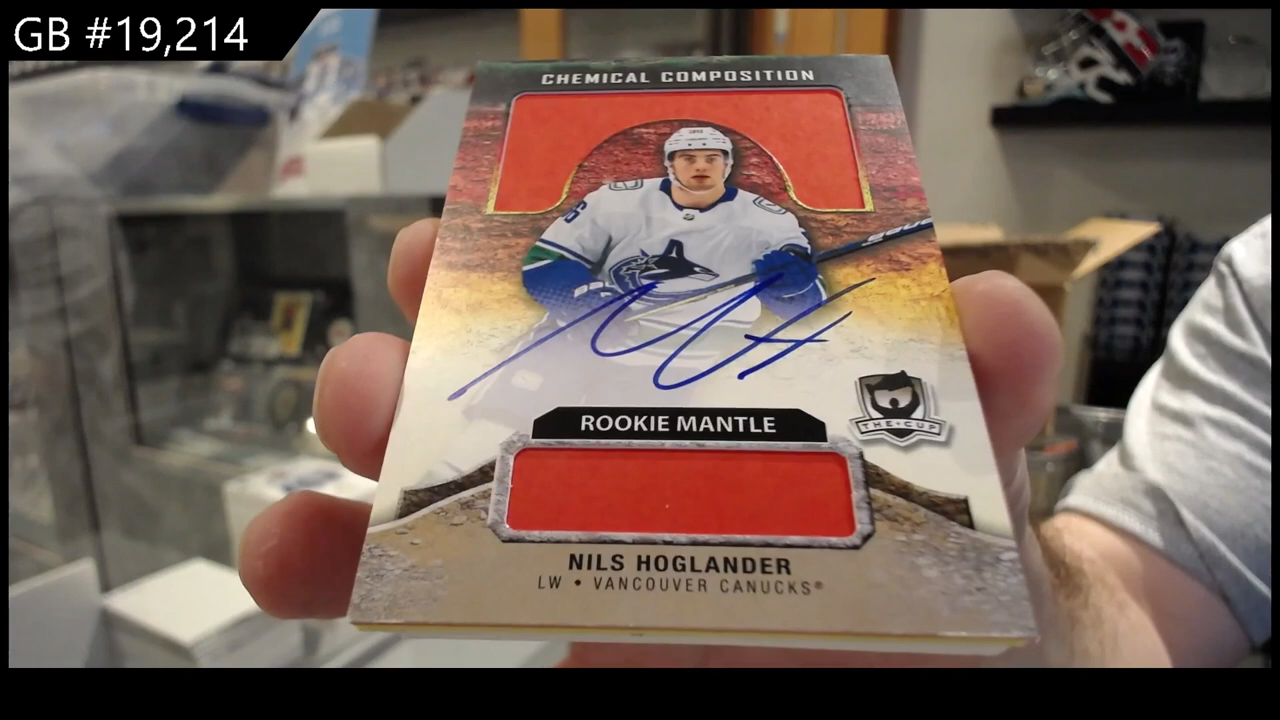 GB #19,214
CHEMICAL COMPOSITION
ROOKIE MANTLE
THE CUP
NILS HOGLANDER
LW • VANCOUVER CANUCKS®